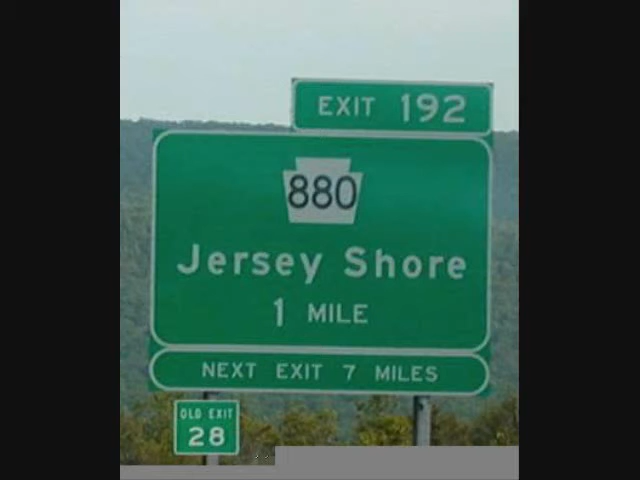 EXIT 192
880
Jersey Shore
1 MILE
NEXT EXIT 7 MILES
OLD EXIT
28